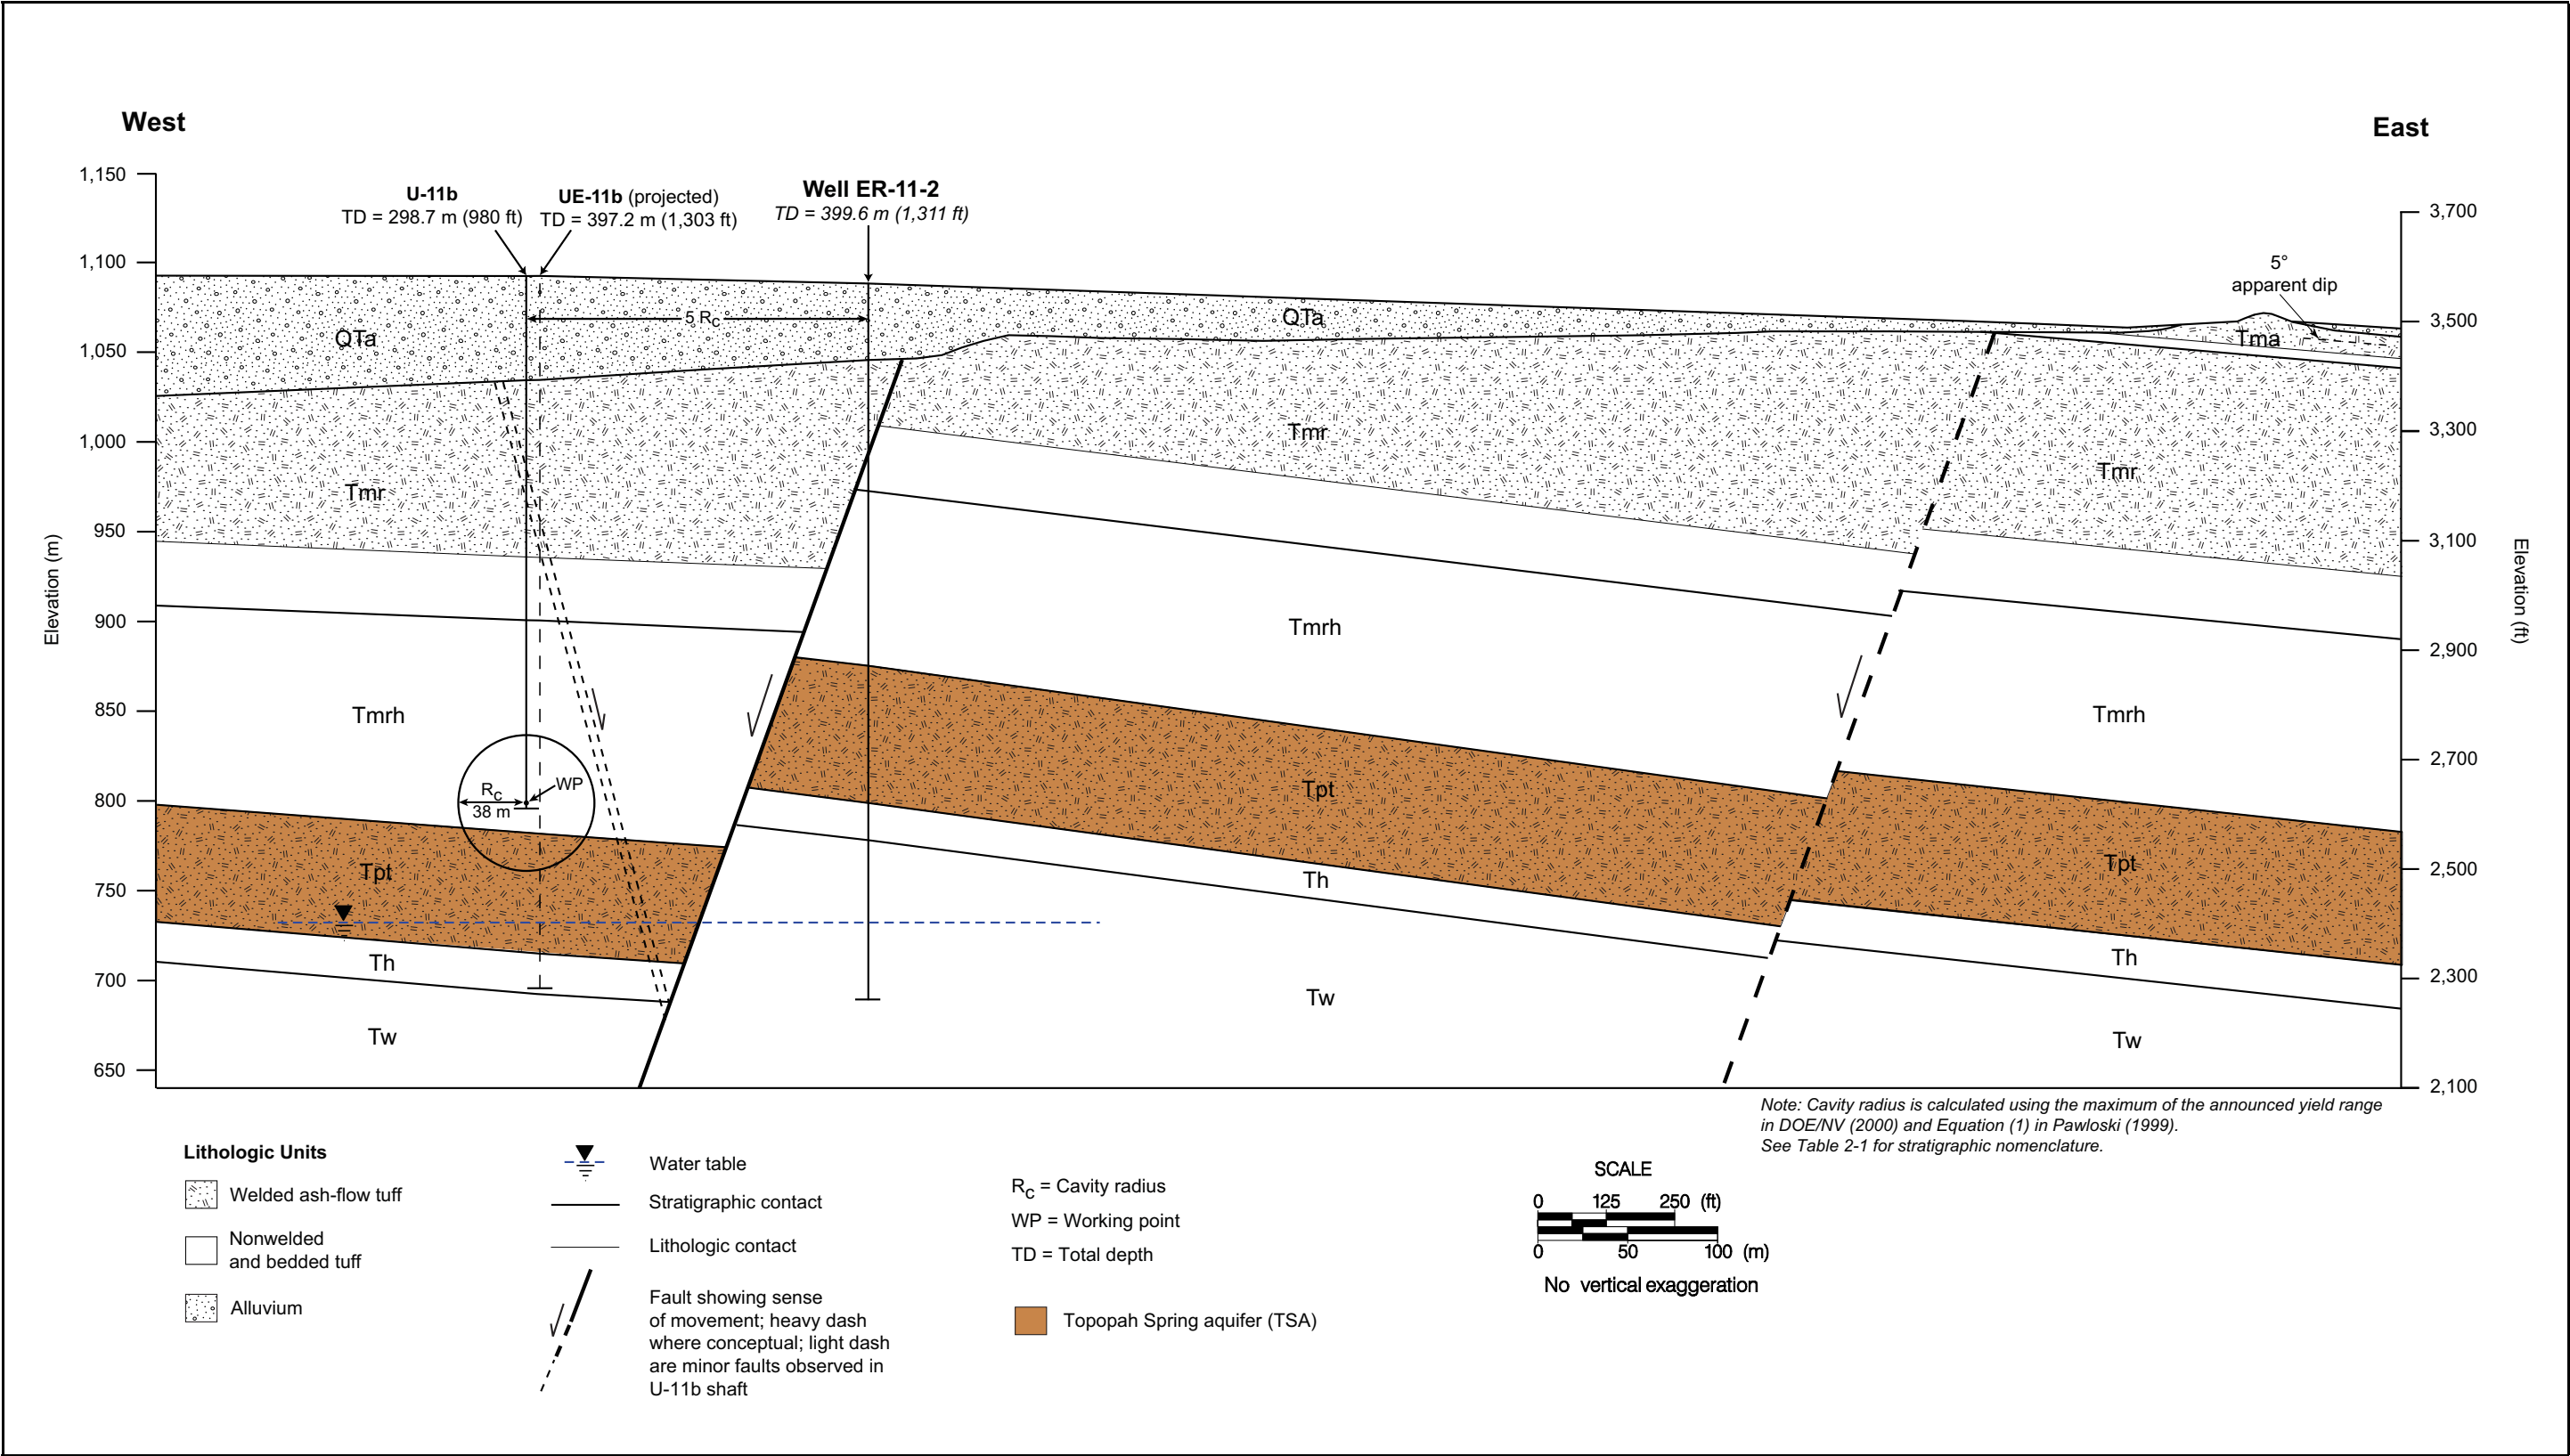 West
East
1,150
1,100
1,050
1,000
950
900
850
800
750
700
650
Elevation (m)
U-11b
TD = 298.7 m (980 ft)
UE-11b (projected)
TD = 397.2 m (1,303 ft)
Well ER-11-2
TD = 399.6 m (1,311 ft)
5°
apparent dip
3,700
3,500
3,300
3,100
2,900
2,700
2,500
2,300
2,100
Elevation (ft)
5 Rc
QTa
QTa
Tma
Tmr
Tmr
Tmr
Tmrh
Tmrh
Tmrh
Rc
38 m
WP
Tpt
Tpt
Tpt
Th
Th
Th
Tw
Tw
Tw
Note: Cavity radius is calculated using the maximum of the announced yield range
in DOE/NV (2000) and Equation (1) in Pawloski (1999).
See Table 2-1 for stratigraphic nomenclature.
Lithologic Units
Welded ash-flow tuff
Nonwelded
and bedded tuff
Alluvium
Water table
Stratigraphic contact
Lithologic contact
Fault showing sense
of movement; heavy dash
where conceptual; light dash
are minor faults observed in
U-11b shaft
Rc = Cavity radius
WP = Working point
TD = Total depth
Topopah Spring aquifer (TSA)
SCALE
0 125 250 (ft)
0 50 100 (m)
No vertical exaggeration